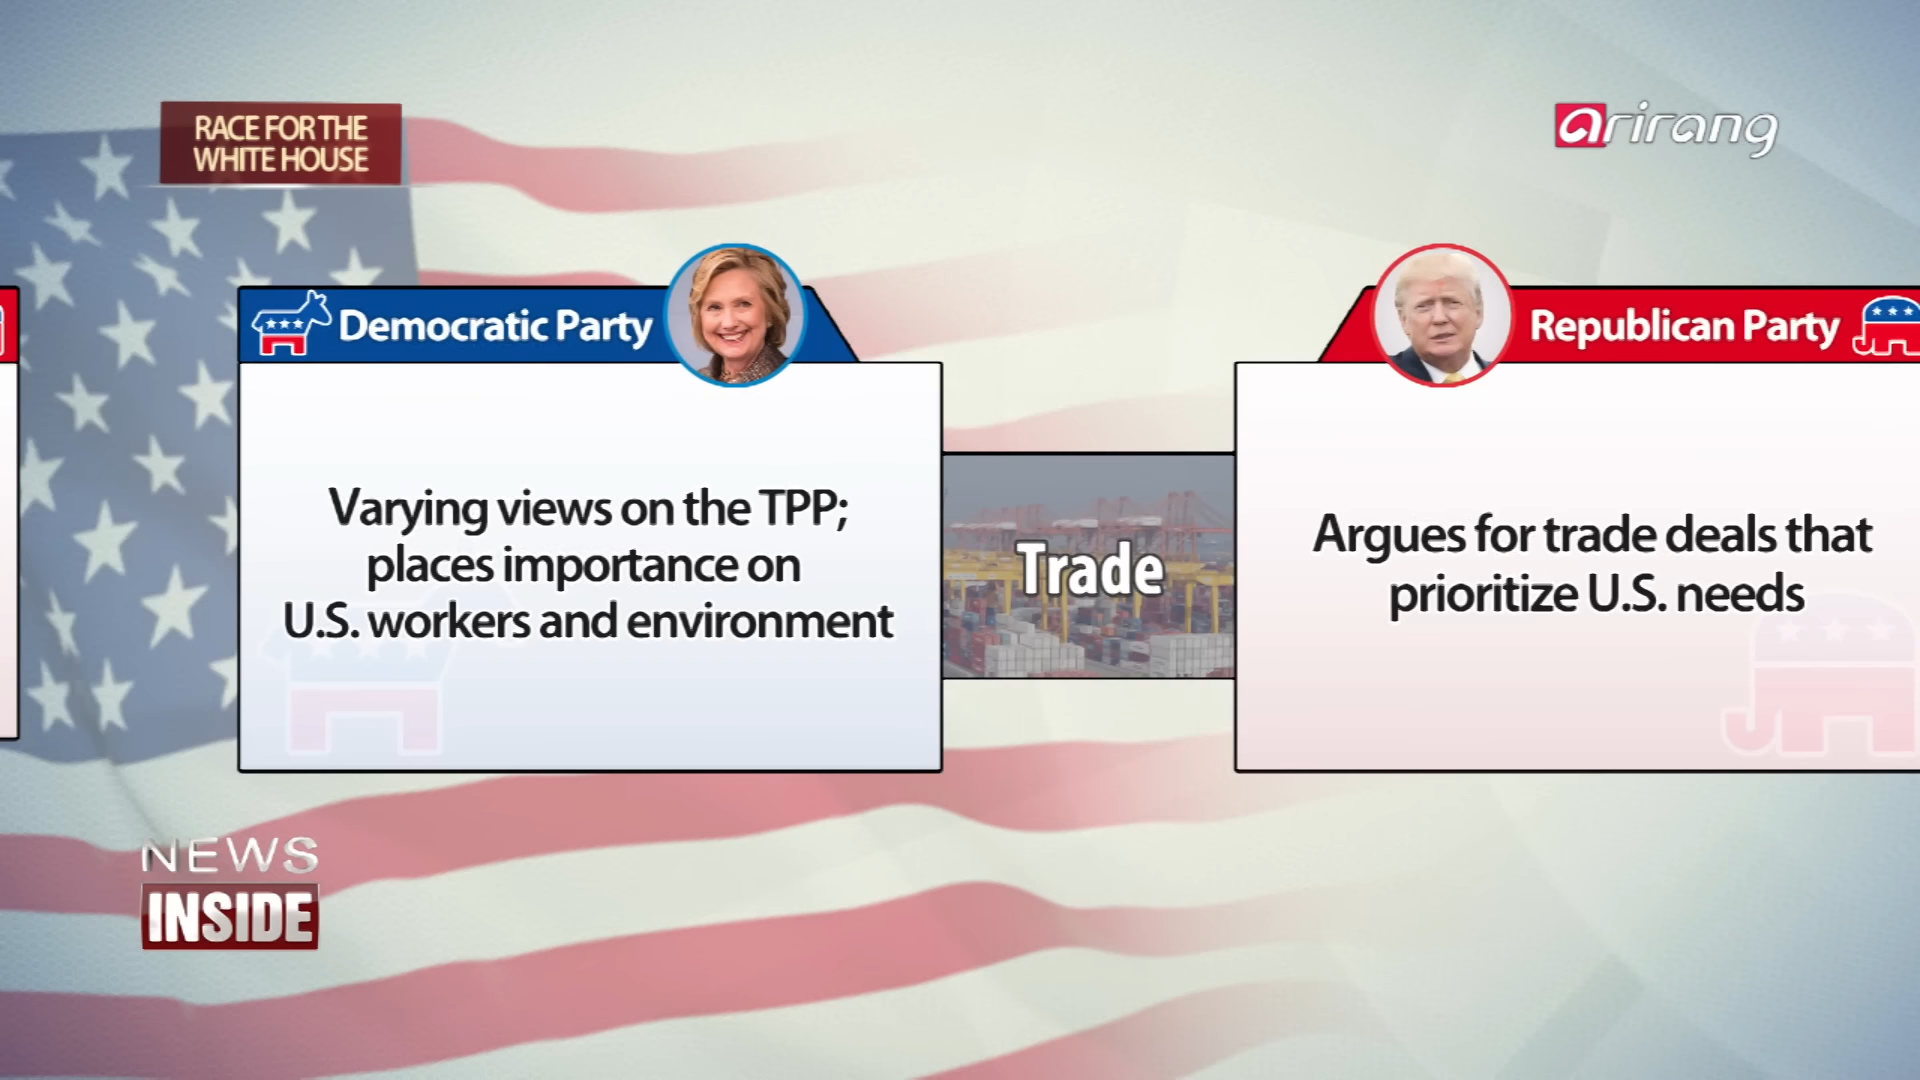 RACE FOR THE
WHITE HOUSE
arirang
Democratic Party
Republican Party
Varying views on the TPP;
places importance on
U.S. workers and environment
Trade
Argues for trade deals that
prioritize U.S. needs
NEWS
INSIDE